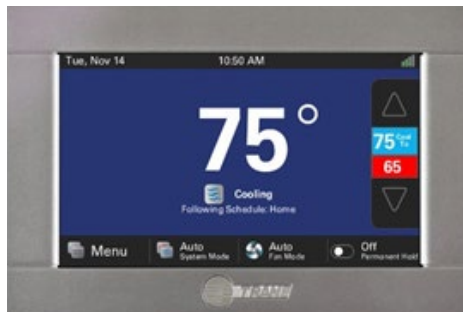 Tue, Nov 14 10:50 AM
75°
75 Cool To
65
Cooling
Following Schedule: Home
Menu
Auto
System Mode
Auto
Fan Mode
Off
Permanent Hold
TRANE